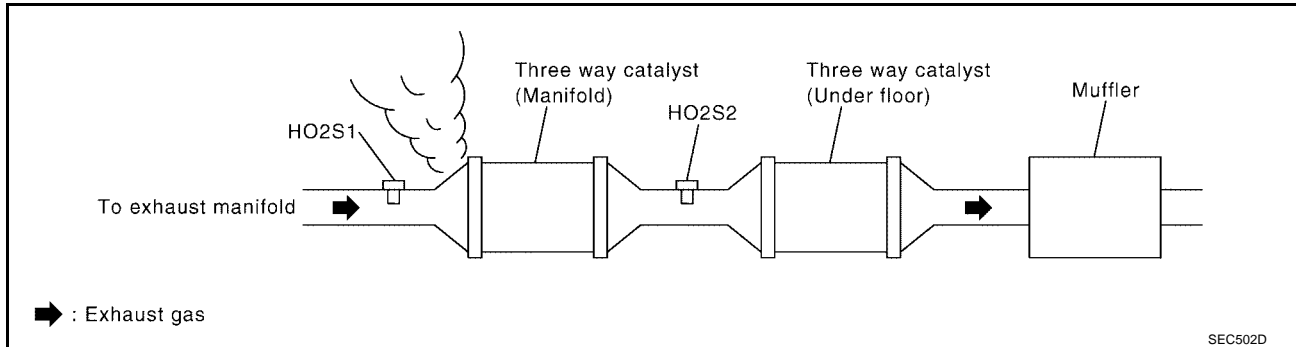 Three way catalyst
(Manifold)
Three way catalyst
(Under floor)
Muffler
HO2S1
HO2S2
To exhaust manifold
: Exhaust gas
SEC502D